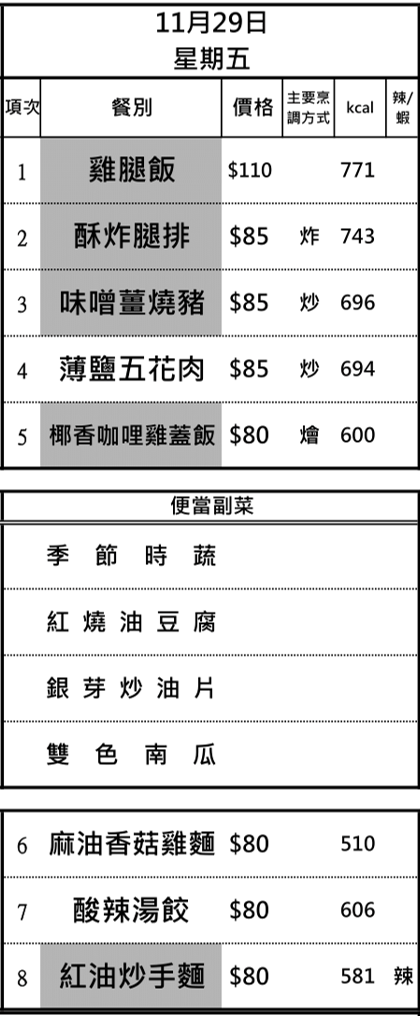 11月29日
星期五
項次 餐別 價格 主要烹調方式 kcal 辣/蝦
1 雞腿飯 $110 771
2 酥炸腿排 $85 炸 743
3 味噌薑燒豬 $85 炒 696
4 薄鹽五花肉 $85 炒 694
5 椰香咖哩雞蓋飯 $80 燴 600
便當副菜
季節時蔬
紅燒油豆腐
銀芽炒油片
雙色南瓜
6 麻油香菇雞麵 $80 510
7 酸辣湯餃 $80 606
8 紅油炒手麵 $80 581 辣